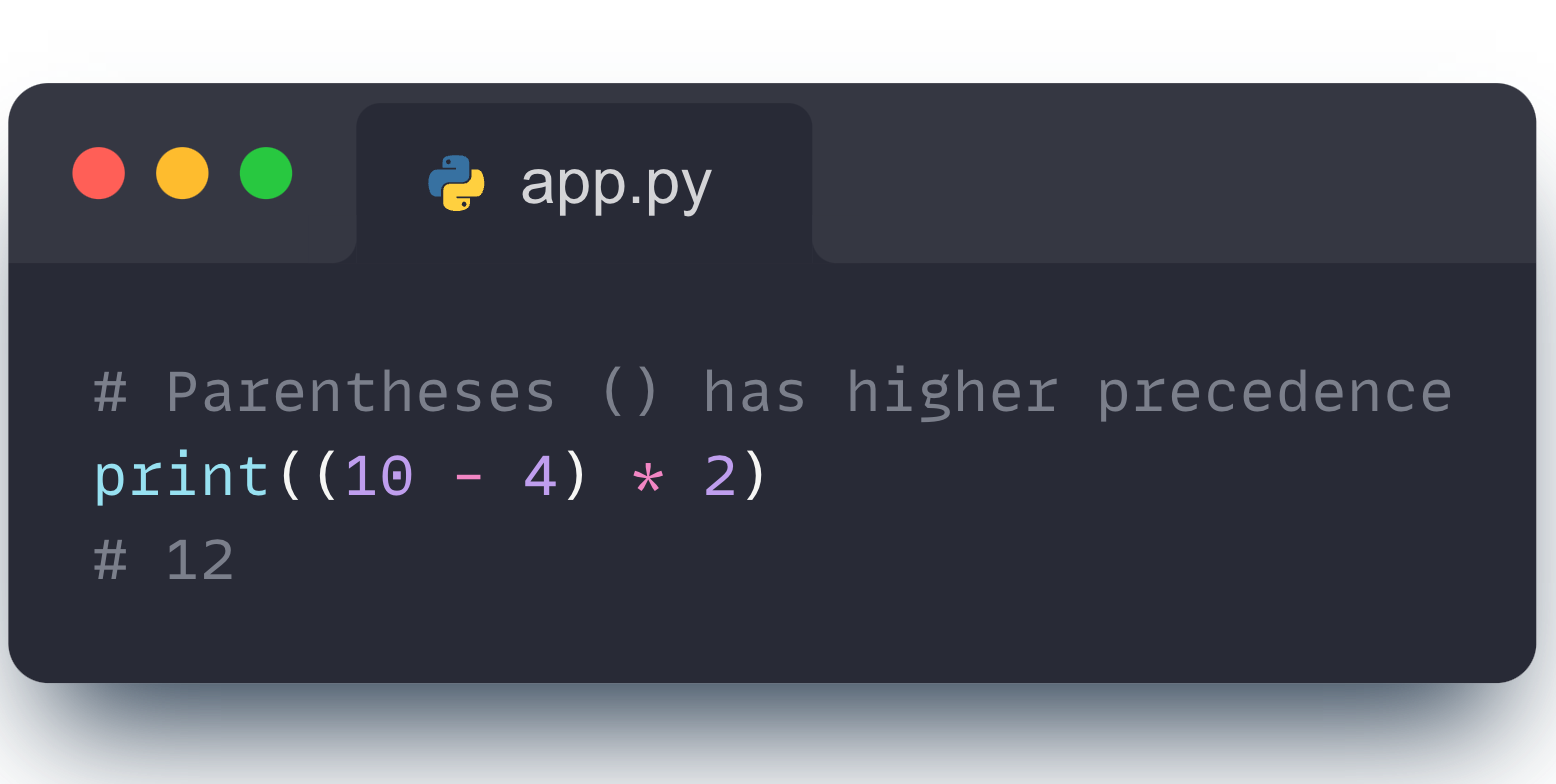 app.py
# Parentheses () has higher precedence
print((10 - 4) * 2)
# 12